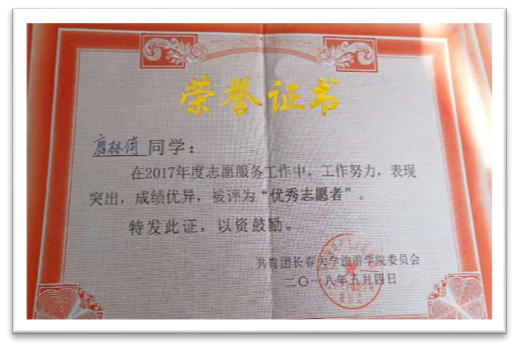 荣誉证书
同学：
在2017年度志愿服务工作中，工作努力，表现
突出，成绩优异，被评为“优秀志愿者”。
特发此证，以资鼓励。
共青团长春大学旅游学院委员会
二〇一八年九月四日